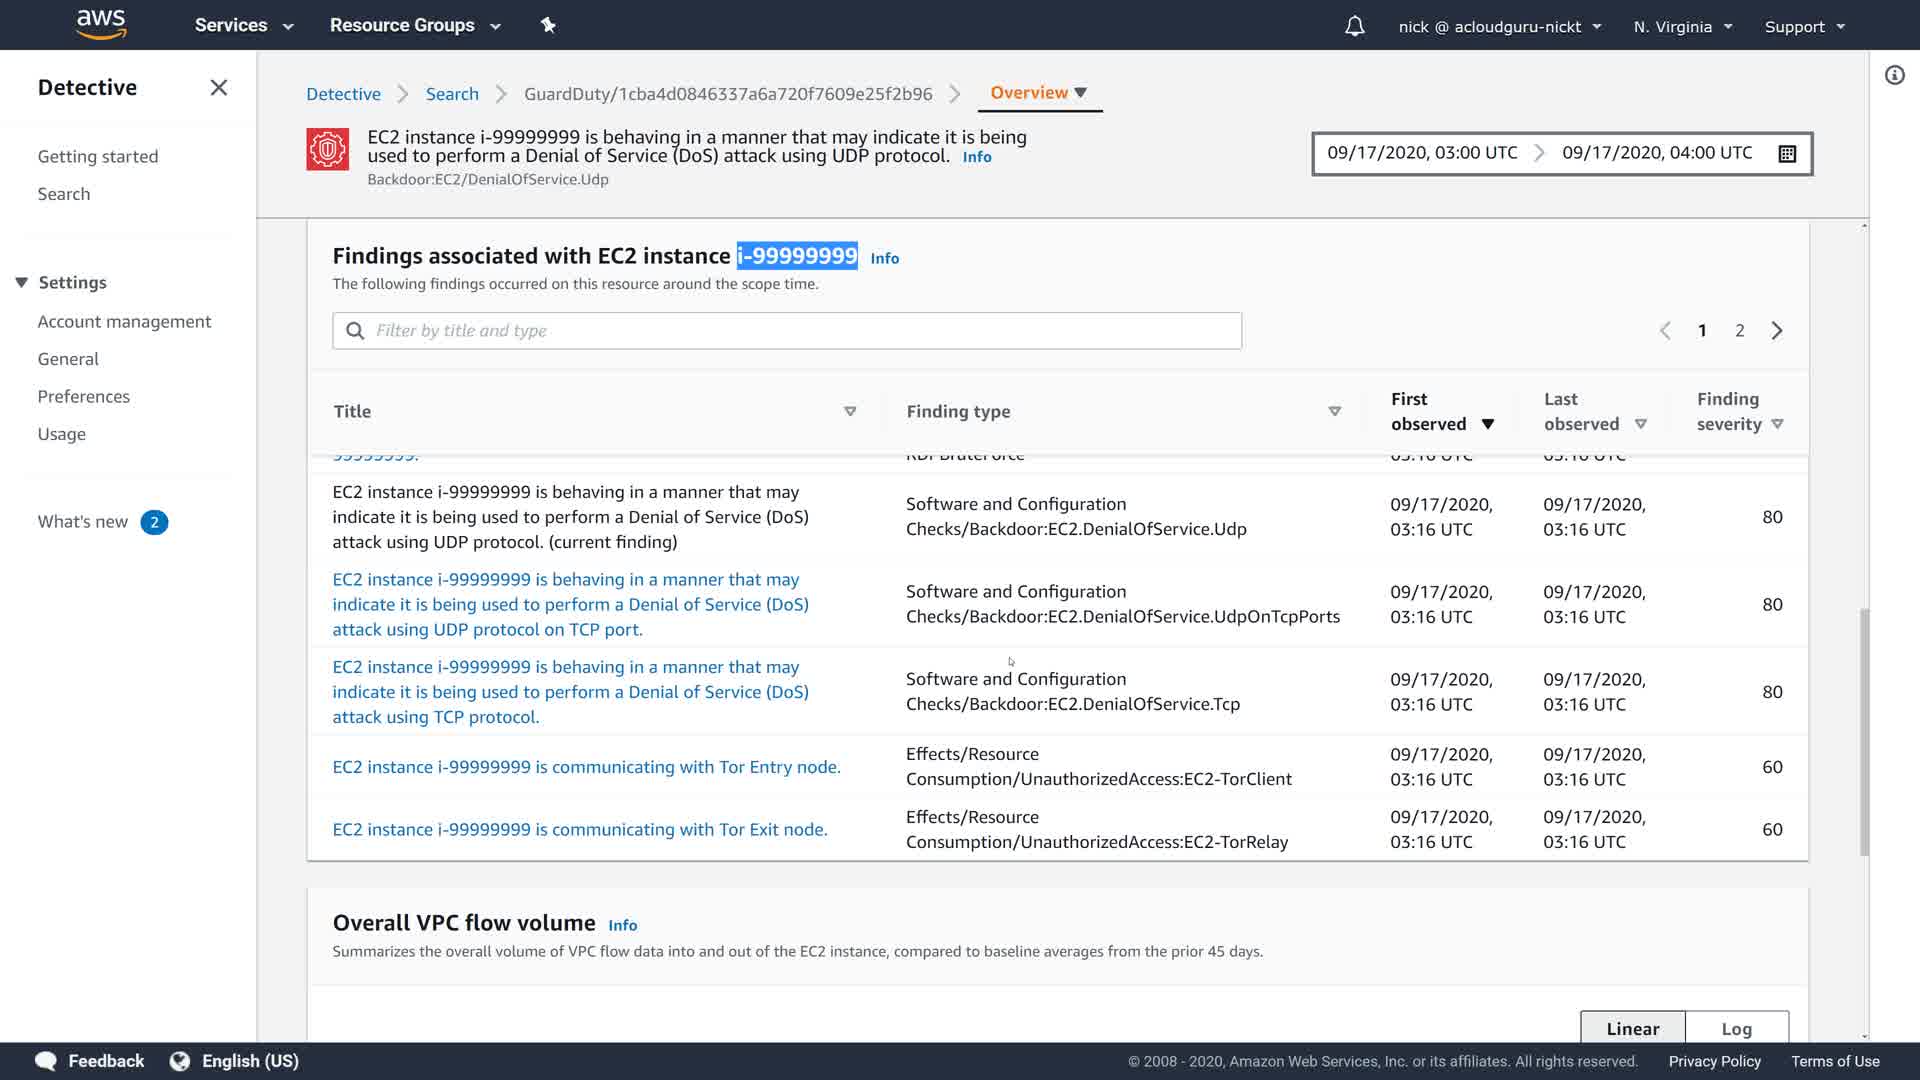 aws
Services
Resource Groups
nick @ acloudguru-nickt
N. Virginia
Support
Detective
Getting started
Search
Settings
Account management
General
Preferences
Usage
What's new 2
Detective Search GuardDuty/1cba4d0846337a6a720f7609e25f2b96 Overview
EC2 instance i-99999999 is behaving in a manner that may indicate it is being
used to perform a Denial of Service (DoS) attack using UDP protocol. Info
Backdoor:EC2/DenialOfService.Udp
09/17/2020, 03:00 UTC 09/17/2020, 04:00 UTC
Findings associated with EC2 instance i-99999999 Info
The following findings occurred on this resource around the scope time.
Filter by title and type
1 2
Title
Finding type
First
observed
Last
observed
Finding
severity
99999999.
RDPBruteForce
03:16 UTC
03:16 UTC
EC2 instance i-99999999 is behaving in a manner that may
indicate it is being used to perform a Denial of Service (DoS)
attack using UDP protocol. (current finding)
Software and Configuration
Checks/Backdoor:EC2.DenialOfService.Udp
09/17/2020,
03:16 UTC
09/17/2020,
03:16 UTC
80
EC2 instance i-99999999 is behaving in a manner that may
indicate it is being used to perform a Denial of Service (DoS)
attack using UDP protocol on TCP port.
Software and Configuration
Checks/Backdoor:EC2.DenialOfService.UdpOnTcpPorts
09/17/2020,
03:16 UTC
09/17/2020,
03:16 UTC
80
EC2 instance i-99999999 is behaving in a manner that may
indicate it is being used to perform a Denial of Service (DoS)
attack using TCP protocol.
Software and Configuration
Checks/Backdoor:EC2.DenialOfService.Tcp
09/17/2020,
03:16 UTC
09/17/2020,
03:16 UTC
80
EC2 instance i-99999999 is communicating with Tor Entry node.
Effects/Resource
Consumption/UnauthorizedAccess:EC2-TorClient
09/17/2020,
03:16 UTC
09/17/2020,
03:16 UTC
60
EC2 instance i-99999999 is communicating with Tor Exit node.
Effects/Resource
Consumption/UnauthorizedAccess:EC2-TorRelay
09/17/2020,
03:16 UTC
09/17/2020,
03:16 UTC
60
Overall VPC flow volume Info
Summarizes the overall volume of VPC flow data into and out of the EC2 instance, compared to baseline averages from the prior 45 days.
Linear Log
Feedback
English (US)
© 2008 - 2020, Amazon Web Services, Inc. or its affiliates. All rights reserved.
Privacy Policy
Terms of Use